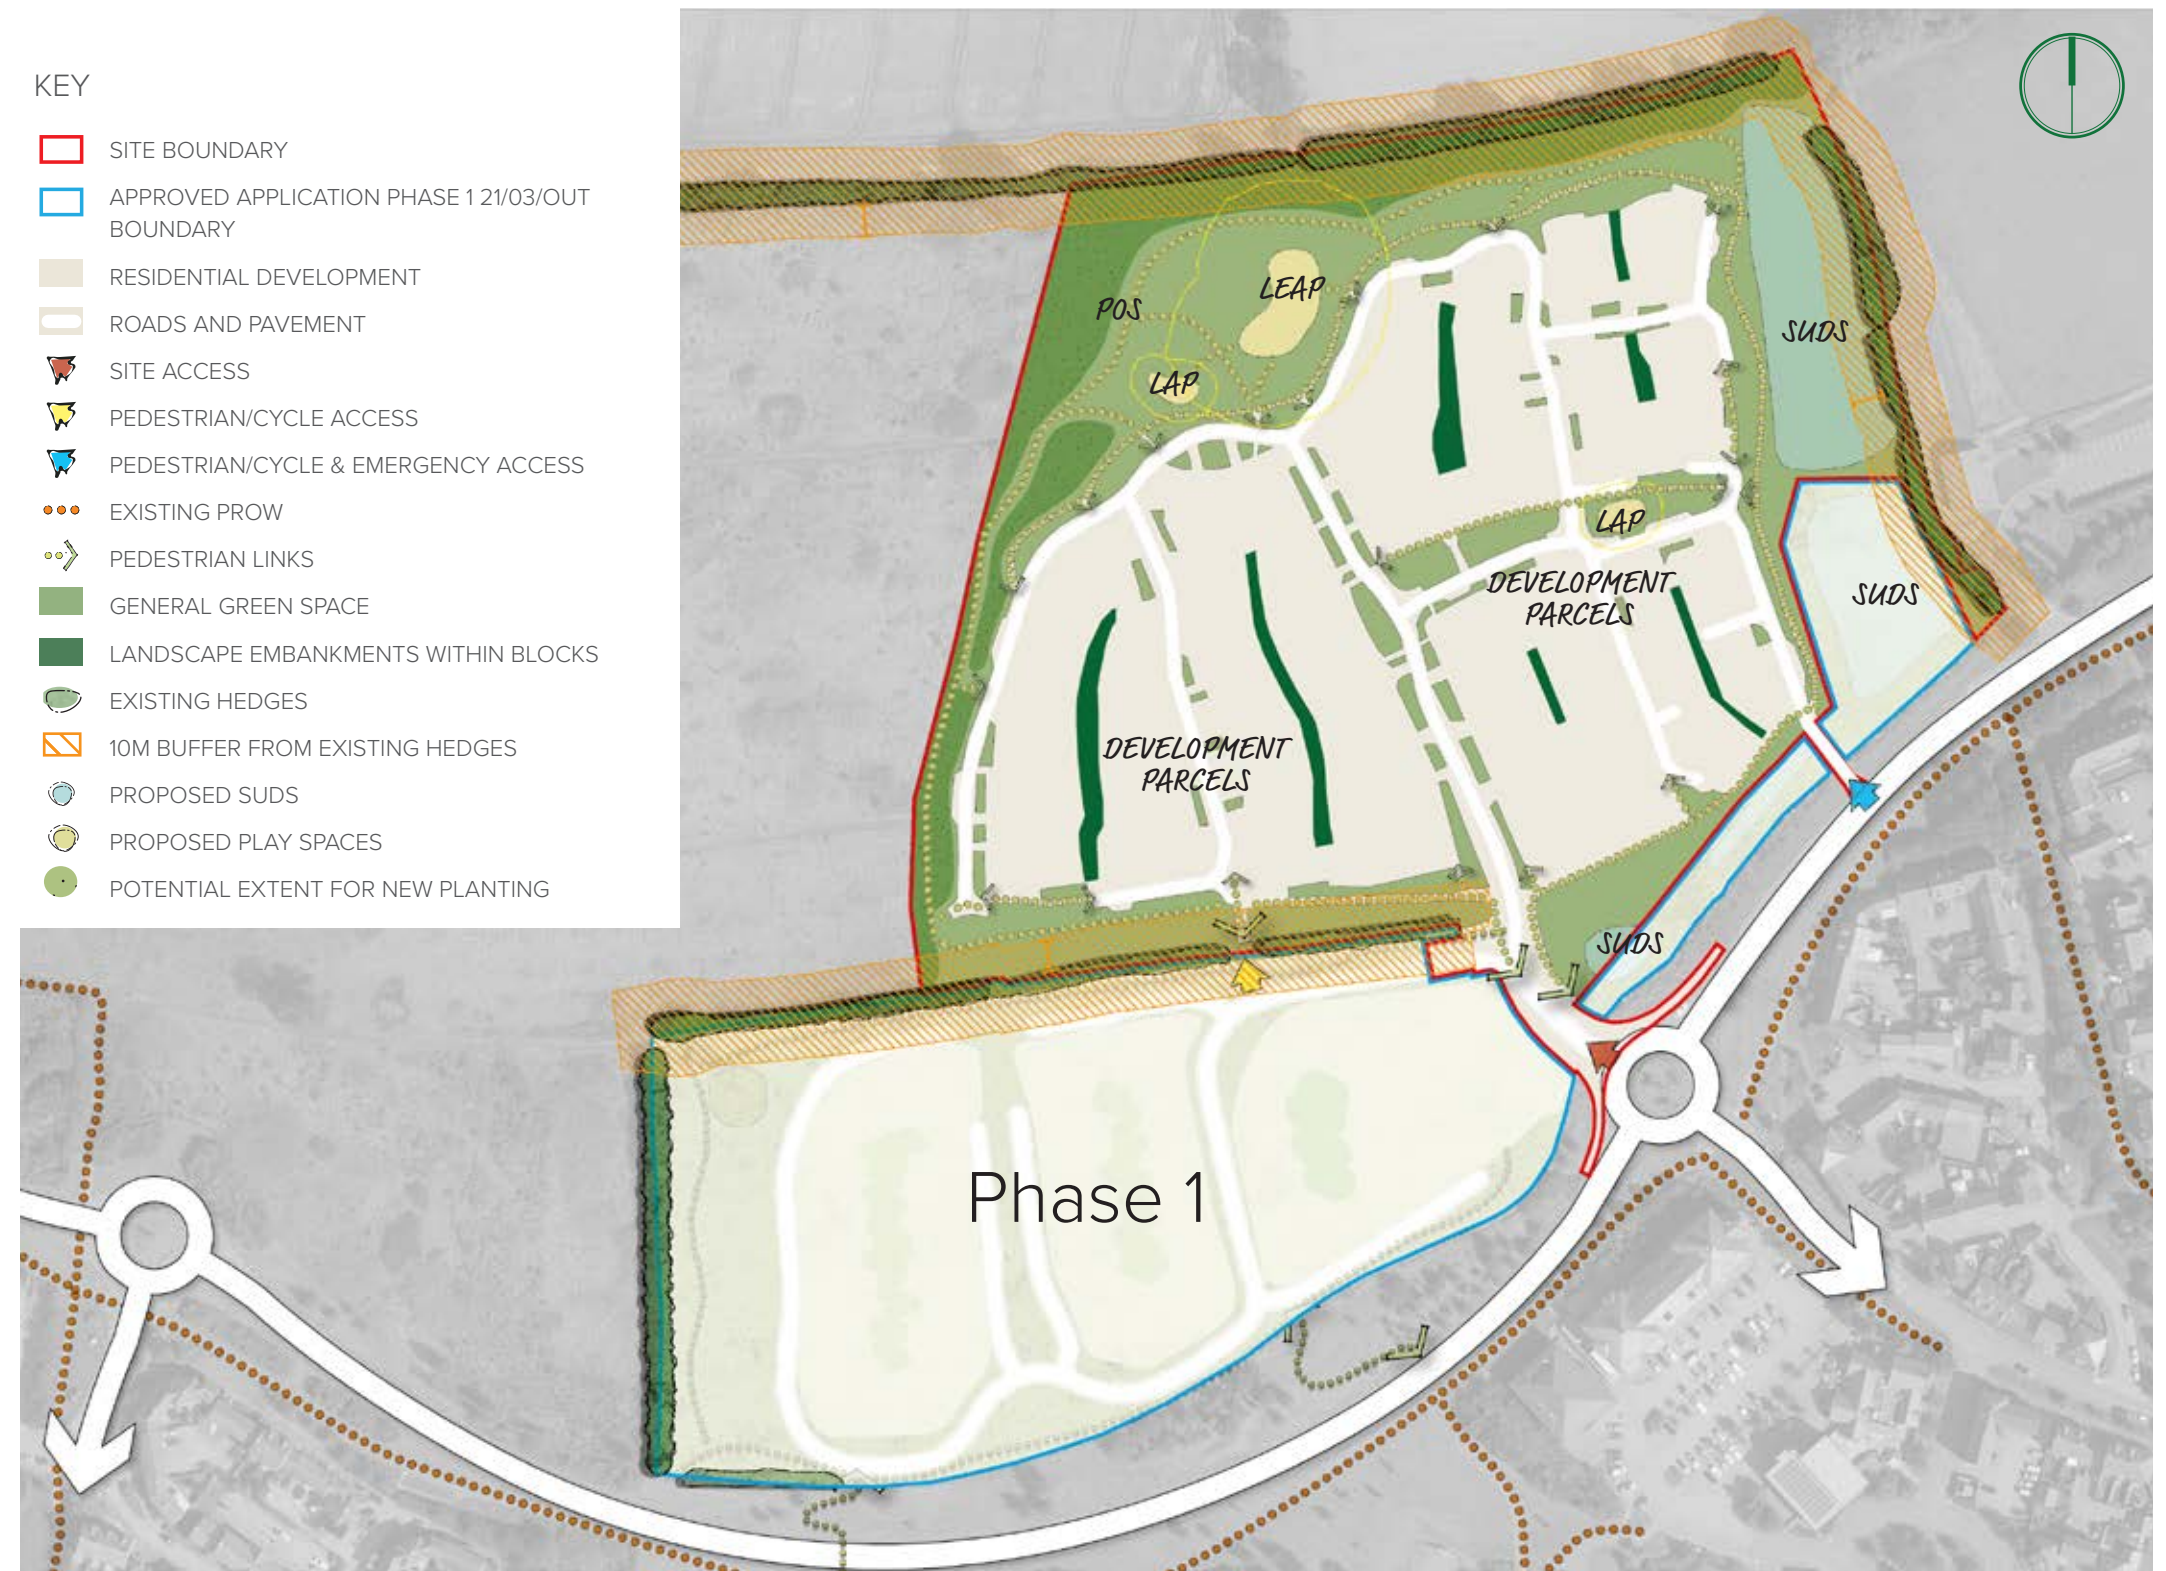 KEY
SITE BOUNDARY
APPROVED APPLICATION PHASE 1 21/03/OUT
BOUNDARY
RESIDENTIAL DEVELOPMENT
ROADS AND PAVEMENT
SITE ACCESS
PEDESTRIAN/CYCLE ACCESS
PEDESTRIAN/CYCLE & EMERGENCY ACCESS
EXISTING PROW
PEDESTRIAN LINKS
GENERAL GREEN SPACE
LANDSCAPE EMBANKMENTS WITHIN BLOCKS
EXISTING HEDGES
10M BUFFER FROM EXISTING HEDGES
PROPOSED SUDS
PROPOSED PLAY SPACES
POTENTIAL EXTENT FOR NEW PLANTING
LEAP
POS
SUDS
LAP
LAP
DEVELOPMENT
PARCELS
SUDS
DEVELOPMENT
PARCELS
SUDS
Phase 1